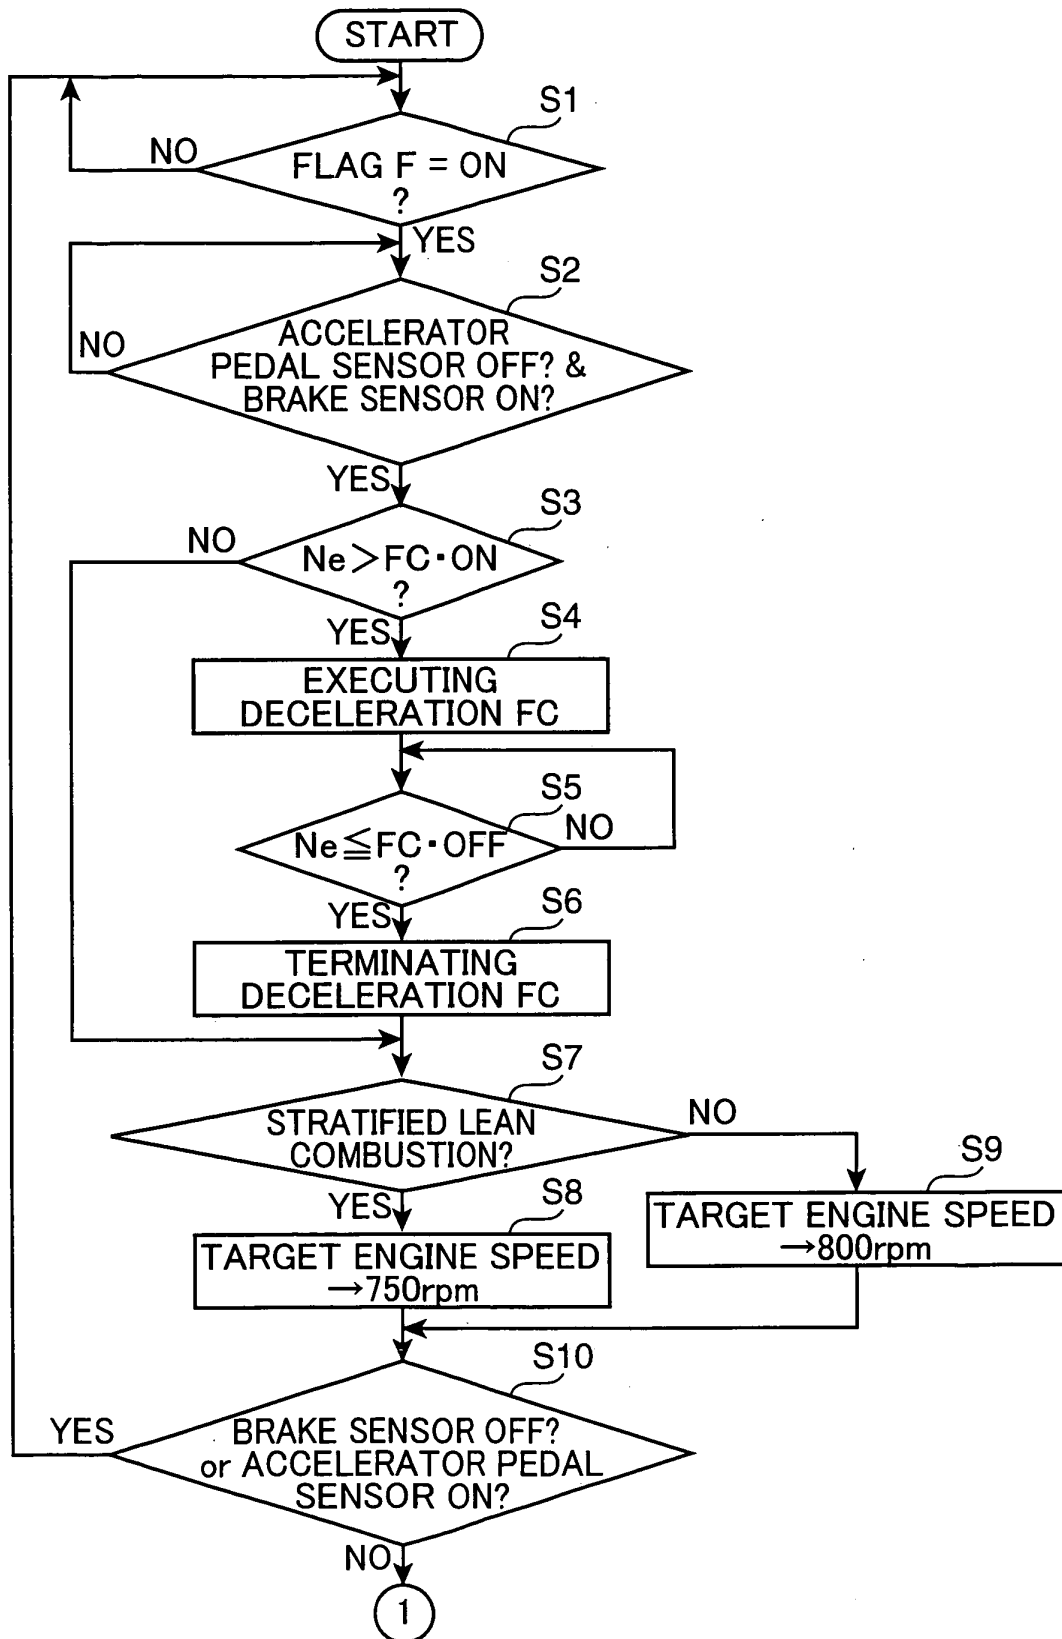 START
S1
NO
FLAG F = ON
?
YES
S2
NO
ACCELERATOR
PEDAL SENSOR OFF? &
BRAKE SENSOR ON?
YES
S3
NO
Ne>FC・ON
?
YES
S4
EXECUTING
DECELERATION FC
S5
NO
Ne≦FC・OFF
?
YES
S6
TERMINATING
DECELERATION FC
S7
NO
STRATIFIED LEAN
COMBUSTION?
YES
S8
S9
TARGET ENGINE SPEED
→750rpm
TARGET ENGINE SPEED
→800rpm
S10
YES
BRAKE SENSOR OFF?
or ACCELERATOR PEDAL
SENSOR ON?
NO
1